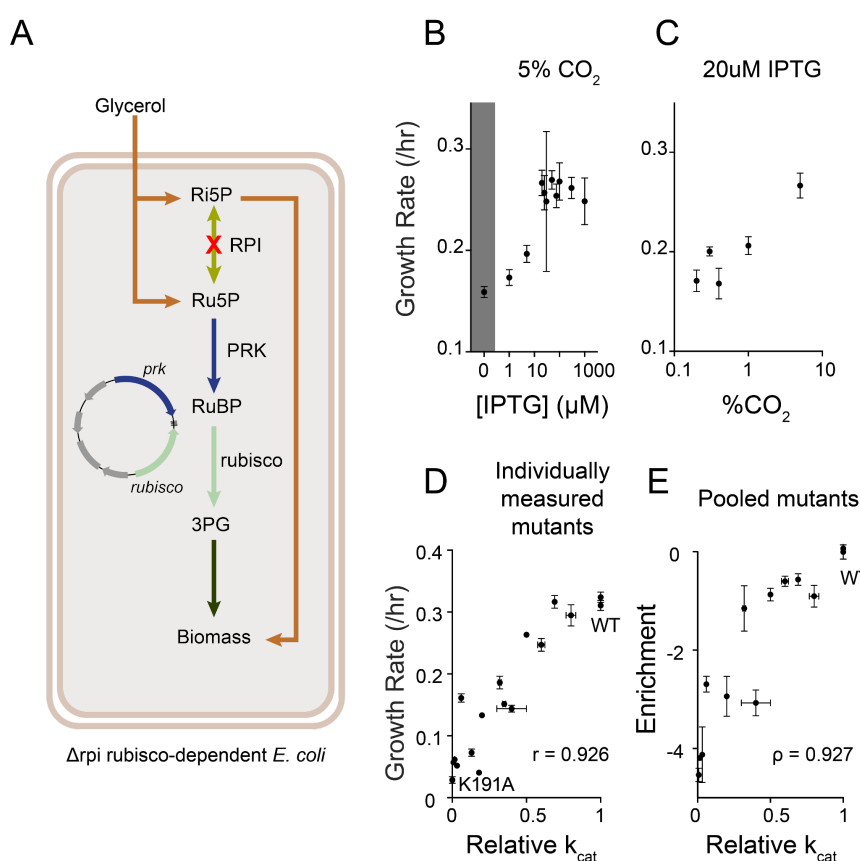 A
Glycerol
Ri5P
X
RPI
Ru5P
PRK
prk
RuBP
rubisco
rubisco
3PG
Biomass
Δrpi rubisco-dependent E. coli
B
5% CO2
Growth Rate (/hr)
0.3
0.2
0.1
0 1 10 100 1000
[IPTG] (µM)
C
20uM IPTG
0.3
0.2
0.1
0.1 1 10
%CO2
D
Individually
measured
mutants
Growth Rate (/hr)
0.4
0.3
0.2
0.1
0
WT
r = 0.926
K191A
0 0.5 1
Relative kcat
E
Pooled mutants
Enrichment
0
-2
-4
W
ρ = 0.927
0 0.5 1
Relative kcat